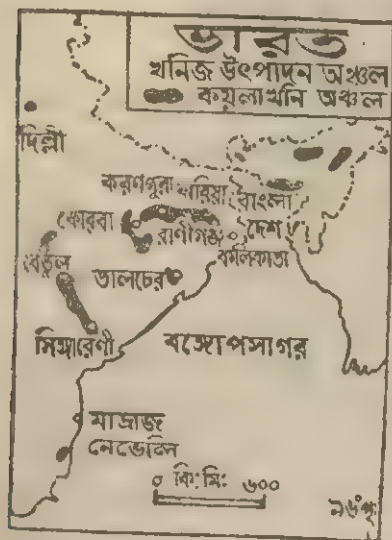 ভারত
খনিজ উৎপাদন অঞ্চল
কয়লাখনি অঞ্চল
দিল্লী
করণপুরা ঝরিয়া বাংলা
কোরবা রাণীগঞ্জ দেশ
বেতুল তালচের কলিকাতা
সিঙ্গারেণী বঙ্গোপসাগর
মাদ্রাজ
নেভেলি
০ কি:মি: ৬০০